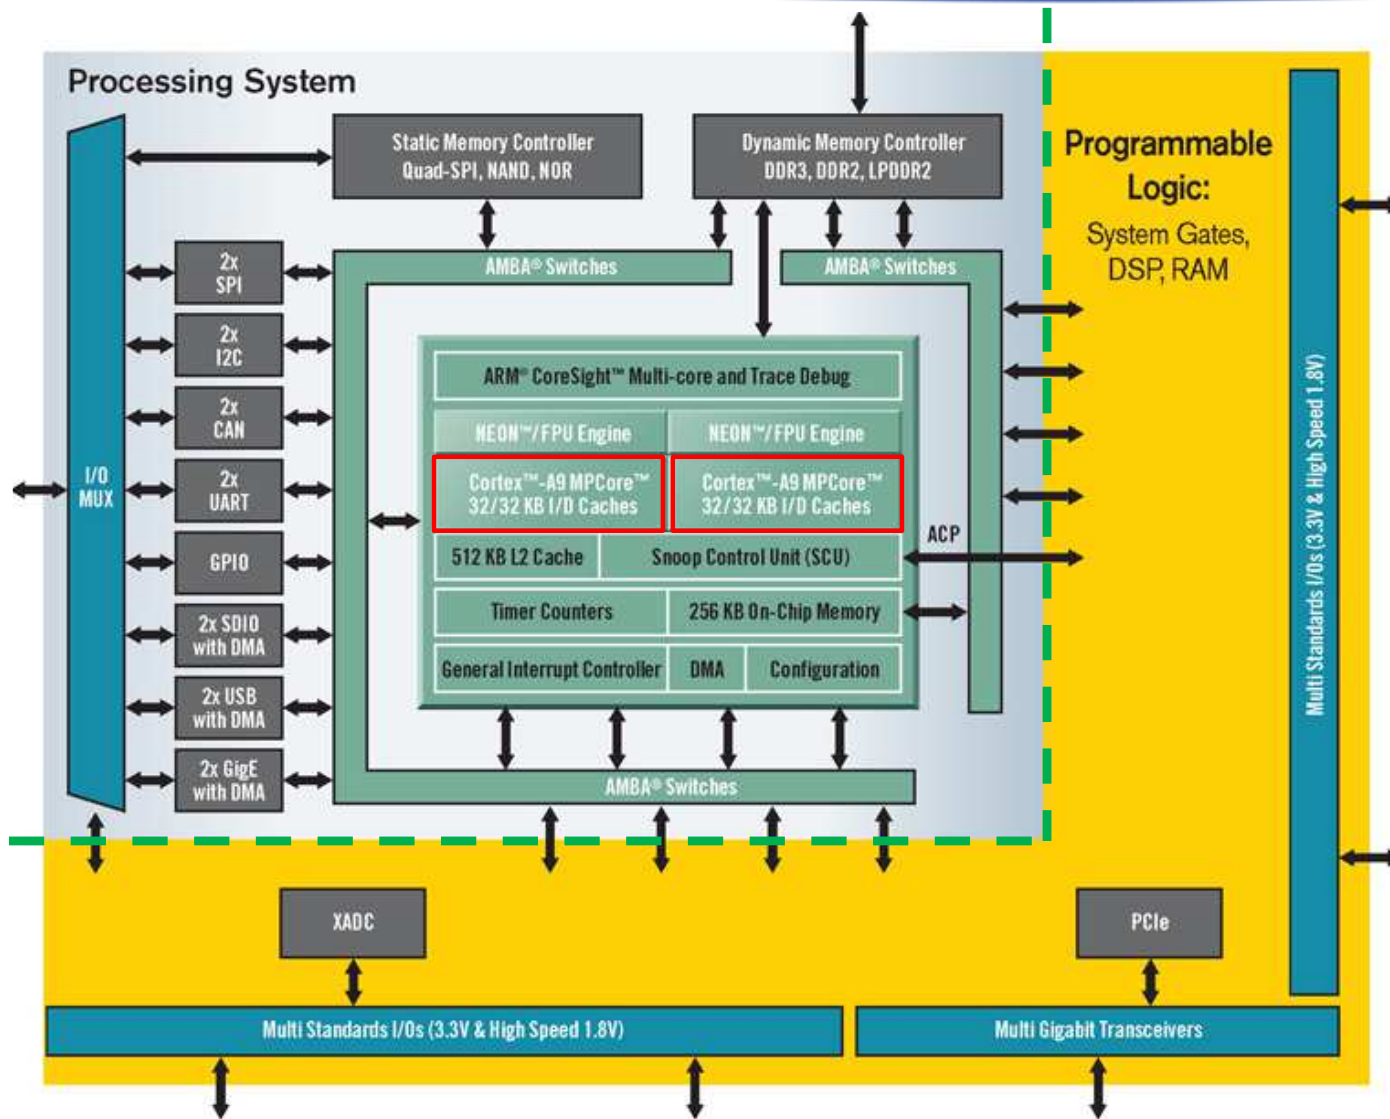 Processing System
Static Memory Controller
Quad-SPI, NAND, NOR
Dynamic Memory Controller
DDR3, DDR2, LPDDR2
Programmable
Logic:
System Gates,
DSP, RAM
AMBA® Switches
AMBA® Switches
2x
SPI
2x
I2C
2x
CAN
I/O
MUX
2x
UART
GPIO
2x SDIO
with DMA
2x USB
with DMA
2x GigE
with DMA
ARM® CoreSight™ Multi-core and Trace Debug
NEON™/FPU Engine
NEON™/FPU Engine
Cortex™-A9 MPCore™
32/32 KB I/D Caches
Cortex™-A9 MPCore™
32/32 KB I/D Caches
ACP
512 KB L2 Cache
Snoop Control Unit (SCU)
Timer Counters
256 KB On-Chip Memory
General Interrupt Controller
DMA
Configuration
AMBA® Switches
Multi Standards I/Os (3.3V & High Speed 1.8V)
XADC
PCIe
Multi Standards I/Os (3.3V & High Speed 1.8V)
Multi Gigabit Transceivers